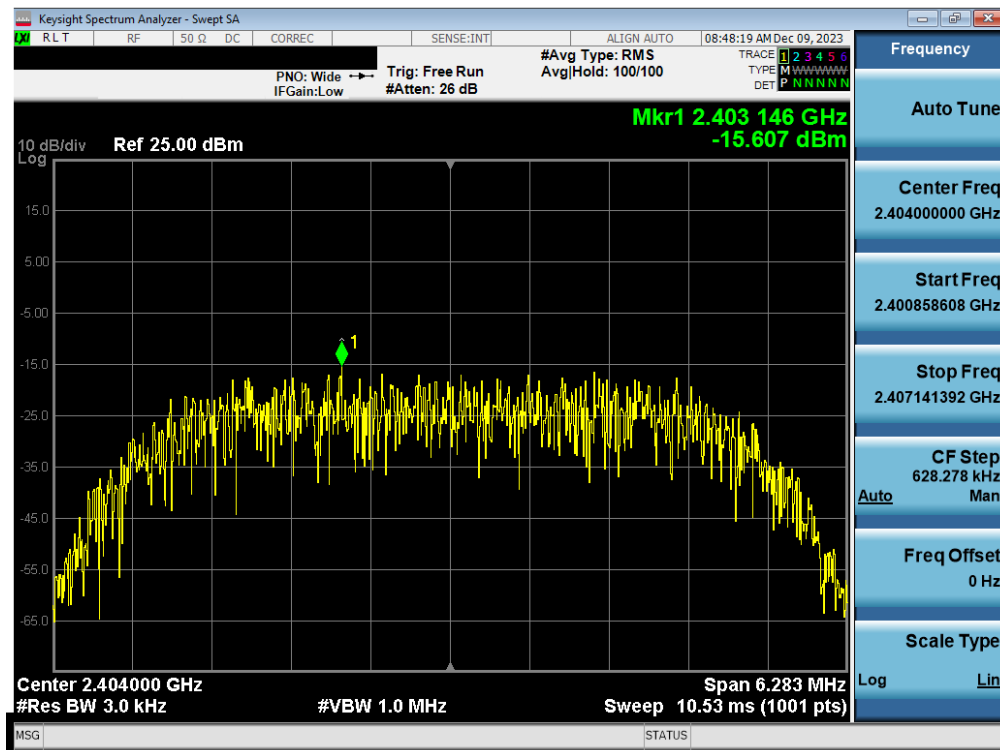 Keysight Spectrum Analyzer - Swept SA
LXI RLT RF 50 Ω DC CORREC SENSE:INT ALIGN AUTO 08:48:19 AM Dec 09, 2023
PNO: Wide
IFGain:Low
Trig: Free Run
#Atten: 26 dB
#Avg Type: RMS
Avg|Hold: 100/100
TRACE 1 2 3 4 5 6
TYPE M WWWWW
DET P N N N N N
Mkr1 2.403 146 GHz
-15.607 dBm
10 dB/div
Log
Ref 25.00 dBm
15.0
5.00
-5.00
-15.0
-25.0
-35.0
-45.0
-55.0
-65.0
1
Center 2.404000 GHz
Span 6.283 MHz
#Res BW 3.0 kHz
#VBW 1.0 MHz
Sweep 10.53 ms (1001 pts)
MSG
STATUS
Frequency
Auto Tune
Center Freq
2.404000000 GHz
Start Freq
2.400858608 GHz
Stop Freq
2.407141392 GHz
CF Step
628.278 kHz
Auto Man
Freq Offset
0 Hz
Scale Type
Log Lin